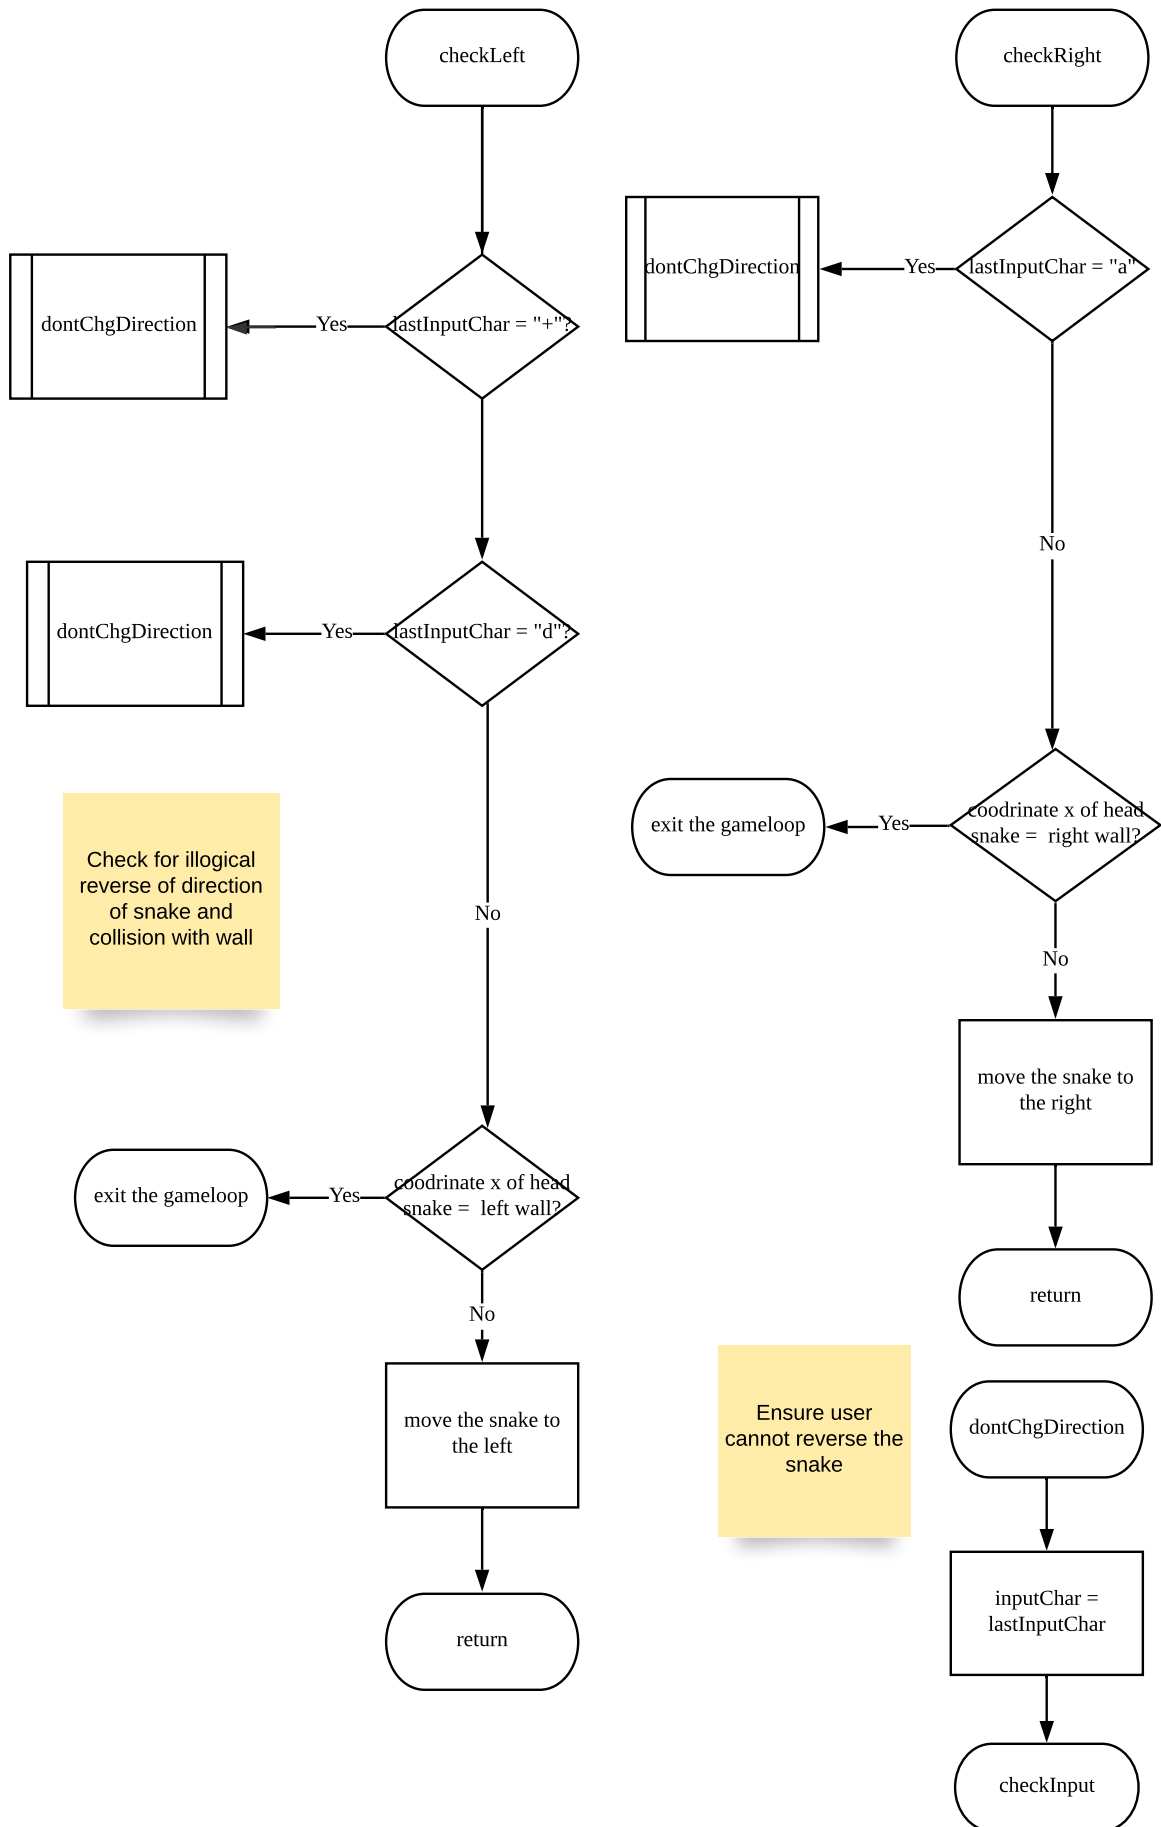 checkLeft
lastInputChar = "+"?
Yes
dontChgDirection
lastInputChar = "d"?
Yes
dontChgDirection
Check for illogical
reverse of direction
of snake and
collision with wall
No
coodrinate x of head
snake =  left wall?
Yes
exit the gameloop
No
move the snake to
the left
return
checkRight
lastInputChar = "a"
Yes
dontChgDirection
No
coodrinate x of head
snake =  right wall?
Yes
exit the gameloop
No
move the snake to
the right
return
Ensure user
cannot reverse the
snake
dontChgDirection
inputChar =
lastInputChar
checkInput